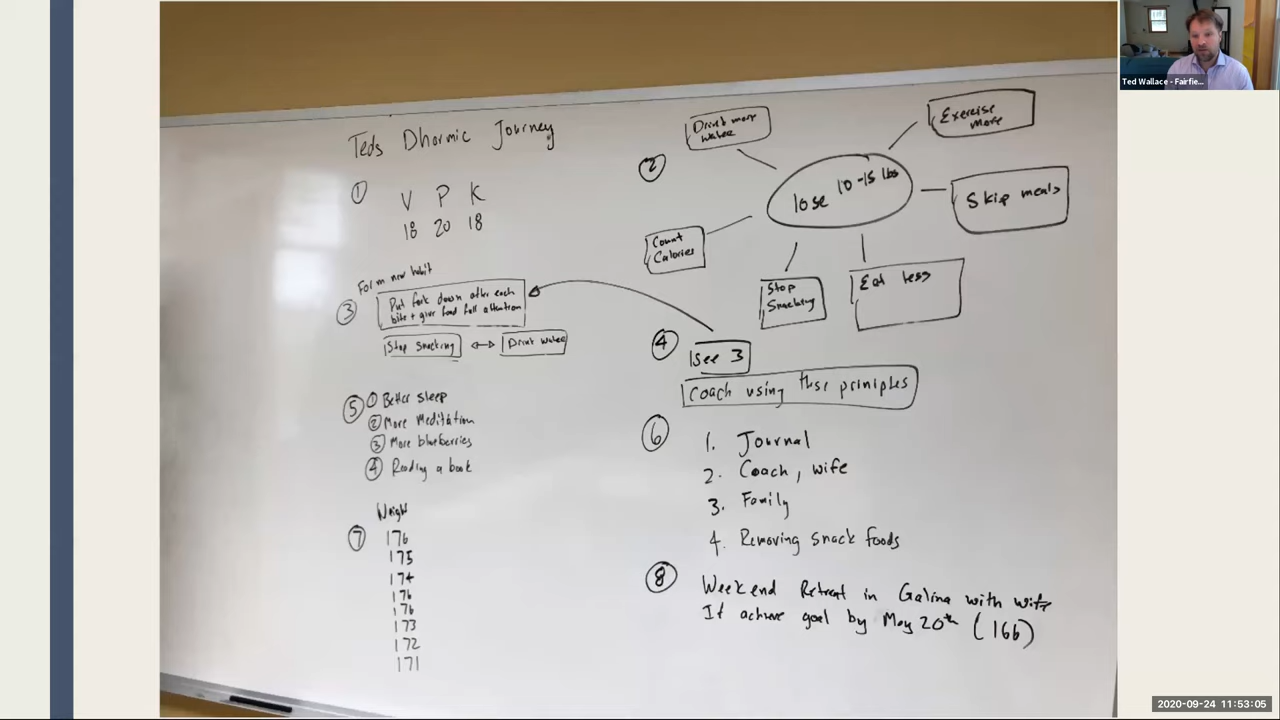 Teds Dhormic Journey
①
V P K
18 20 18
②
Drink more
water
Exercise
more
lose 10-15 lbs
Skip meals
Count
Calories
Stop
Snacking
Eat less
③
Form new habit
Put fork down after each
bite + give food full attention
Stop Snacking ↔ Drink water
④
See 3
Coach using these priniples
⑤
① Better sleep
② More Meditation
③ More blueberries
④ Reading a book
⑥
1. Journal
2. Coach, wife
3. Family
4. Removing snack foods
⑦
Weight
176
175
174
176
176
173
172
171
⑧
Weekend Retreat in Galina with wife
If achieve goal by May 20th (166)
Ted Wallace - Fairfie...
2020-09-24 11:53:05